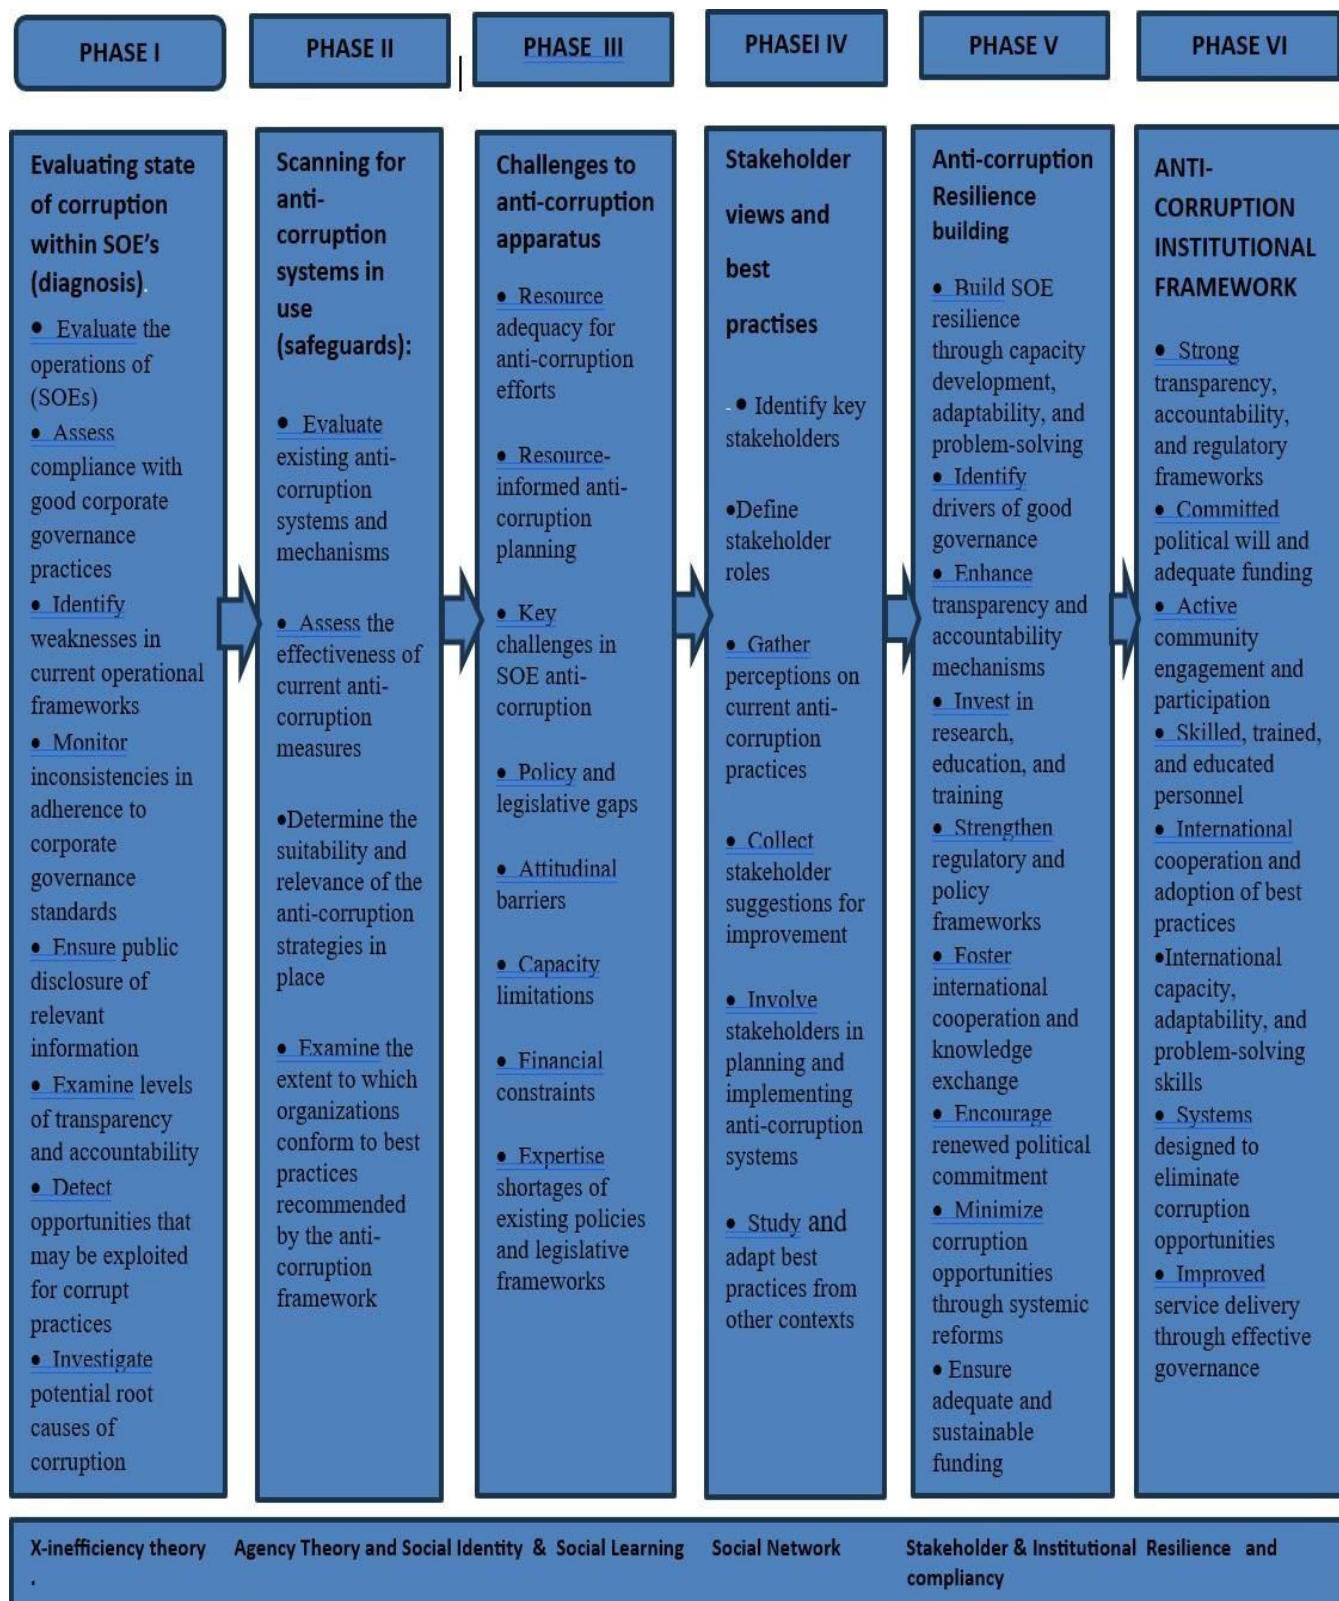 PHASE I
PHASE II
PHASE III
PHASEI IV
PHASE V
PHASE VI
Evaluating state
of corruption
within SOE's
(diagnosis).
• Evaluate the
operations of
(SOEs)
• Assess
compliance with
good corporate
governance
practices
• Identify
weaknesses in
current operational
frameworks
• Monitor
inconsistencies in
adherence to
corporate
governance
standards
• Ensure public
disclosure of
relevant
information
• Examine levels
of transparency
and accountability
• Detect
opportunities that
may be exploited
for corrupt
practices
• Investigate
potential root
causes of
corruption
Scanning for
anti-
corruption
systems in
use
(safeguards):
• Evaluate
existing anti-
corruption
systems and
mechanisms
• Assess the
effectiveness of
current anti-
corruption
measures
•Determine the
suitability and
relevance of the
anti-corruption
strategies in
place
• Examine the
extent to which
organizations
conform to best
practices
recommended
by the anti-
corruption
framework
Challenges to
anti-corruption
apparatus
• Resource
adequacy for
anti-corruption
efforts
• Resource-
informed anti-
corruption
planning
• Key
challenges in
SOE anti-
corruption
• Policy and
legislative gaps
• Attitudinal
barriers
• Capacity
limitations
• Financial
constraints
• Expertise
shortages of
existing policies
and legislative
frameworks
Stakeholder
views and
best
practises
- • Identify key
stakeholders
•Define
stakeholder
roles
• Gather
perceptions on
current anti-
corruption
practices
• Collect
stakeholder
suggestions for
improvement
• Involve
stakeholders in
planning and
implementing
anti-corruption
systems
• Study and
adapt best
practices from
other contexts
Anti-corruption
Resilience
building
• Build SOE
resilience
through capacity
development,
adaptability, and
problem-solving
• Identify
drivers of good
governance
• Enhance
transparency and
accountability
mechanisms
• Invest in
research,
education, and
training
• Strengthen
regulatory and
policy
frameworks
• Foster
international
cooperation and
knowledge
exchange
• Encourage
renewed political
commitment
• Minimize
corruption
opportunities
through systemic
reforms
• Ensure
adequate and
sustainable
funding
ANTI-
CORRUPTION
INSTITUTIONAL
FRAMEWORK
• Strong
transparency,
accountability,
and regulatory
frameworks
• Committed
political will and
adequate funding
• Active
community
engagement and
participation
• Skilled, trained,
and educated
personnel
• International
cooperation and
adoption of best
practices
•International
capacity,
adaptability, and
problem-solving
skills
• Systems
designed to
eliminate
corruption
opportunities
• Improved
service delivery
through effective
governance
X-inefficiency theory Agency Theory and Social Identity & Social Learning Social Network Stakeholder & Institutional Resilience and
. compliancy